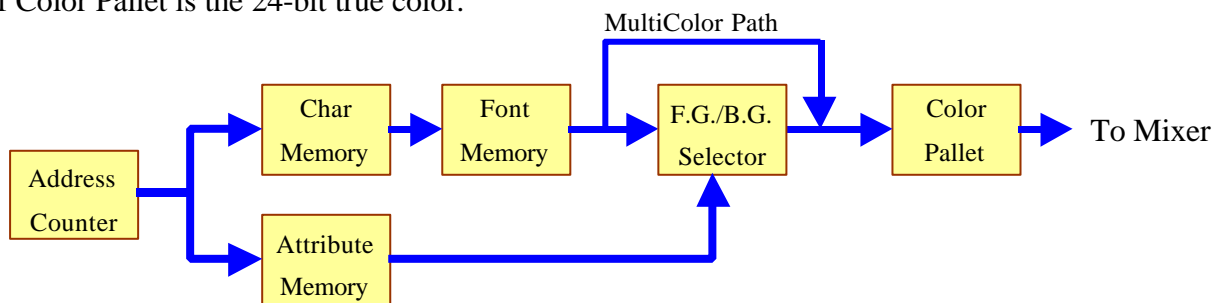 f Color Pallet is the 24-bit true color.
MultiColor Path
Char
Memory
Font
Memory
F.G./B.G.
Selector
Color
Pallet
To Mixer
Address
Counter
Attribute
Memory